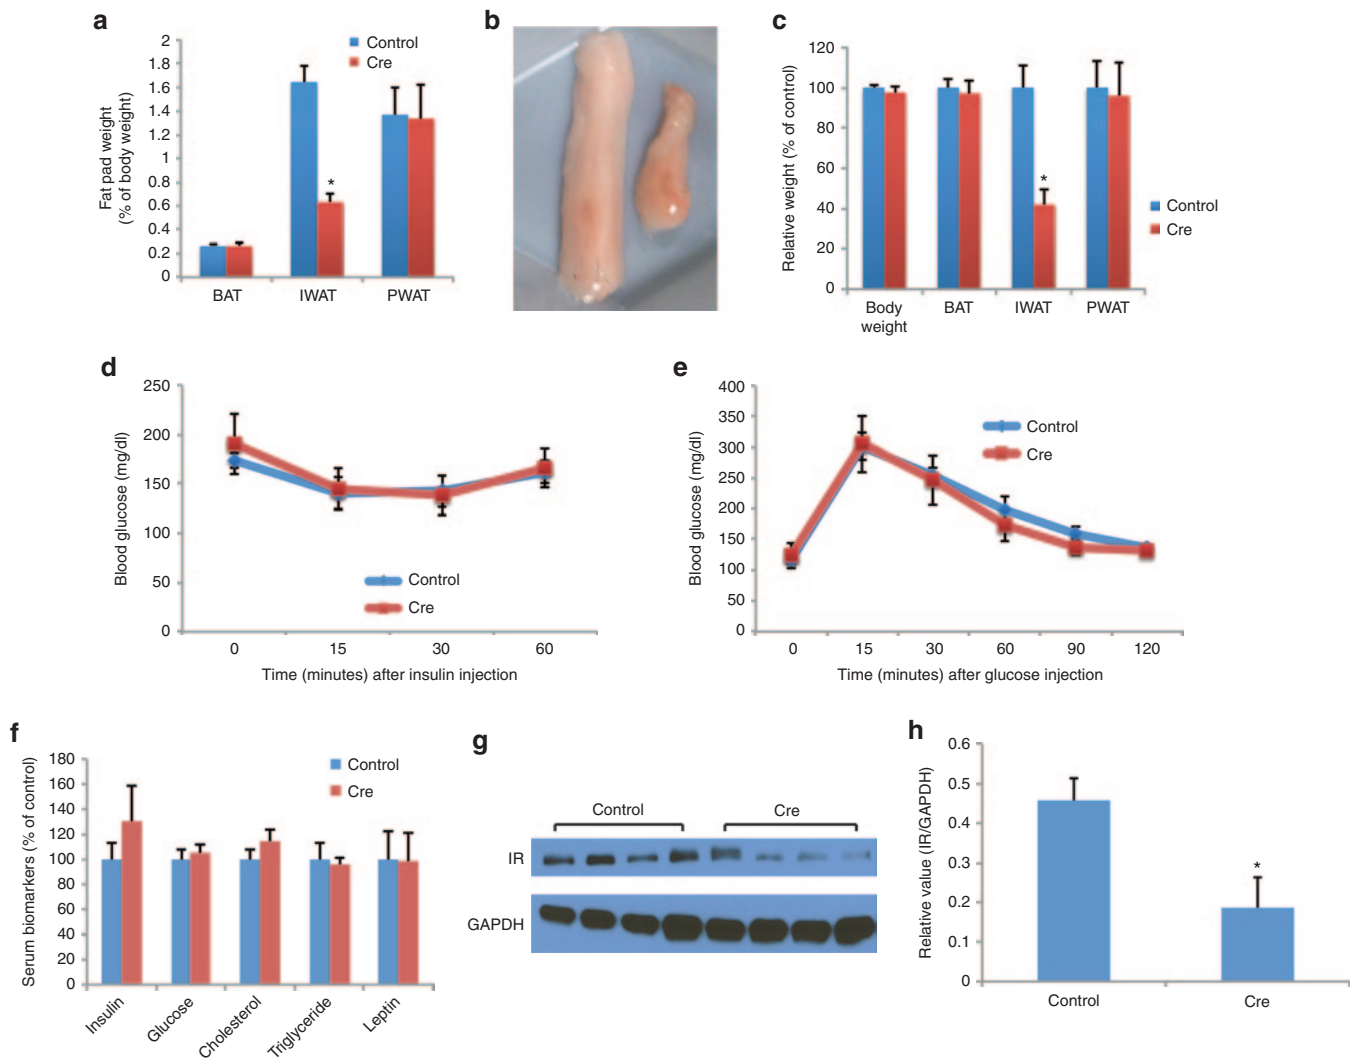 a
Fat pad weight
(% of body weight)
2
1.8
1.6
1.4
1.2
1
0.8
0.6
0.4
0.2
0
Control
Cre
*
BAT IWAT PWAT
b
c
Relative weight (% of control)
120
100
80
60
40
20
0
*
Control
Cre
Body
weight
BAT IWAT PWAT
d
Blood glucose (mg/dl)
250
200
150
100
50
0
Control
Cre
0 15 30 60
Time (minutes) after insulin injection
e
Blood glucose (mg/dl)
400
350
300
250
200
150
100
50
0
Control
Cre
0 15 30 60 90 120
Time (minutes) after glucose injection
f
Serum biomarkers (% of control)
180
160
140
120
100
80
60
40
20
0
Control
Cre
Insulin
Glucose
Cholesterol
Triglyceride
Leptin
g
Control Cre
IR
GAPDH
h
Relative value (IR/GAPDH)
0.6
0.5
0.4
0.3
0.2
0.1
0
*
Control Cre